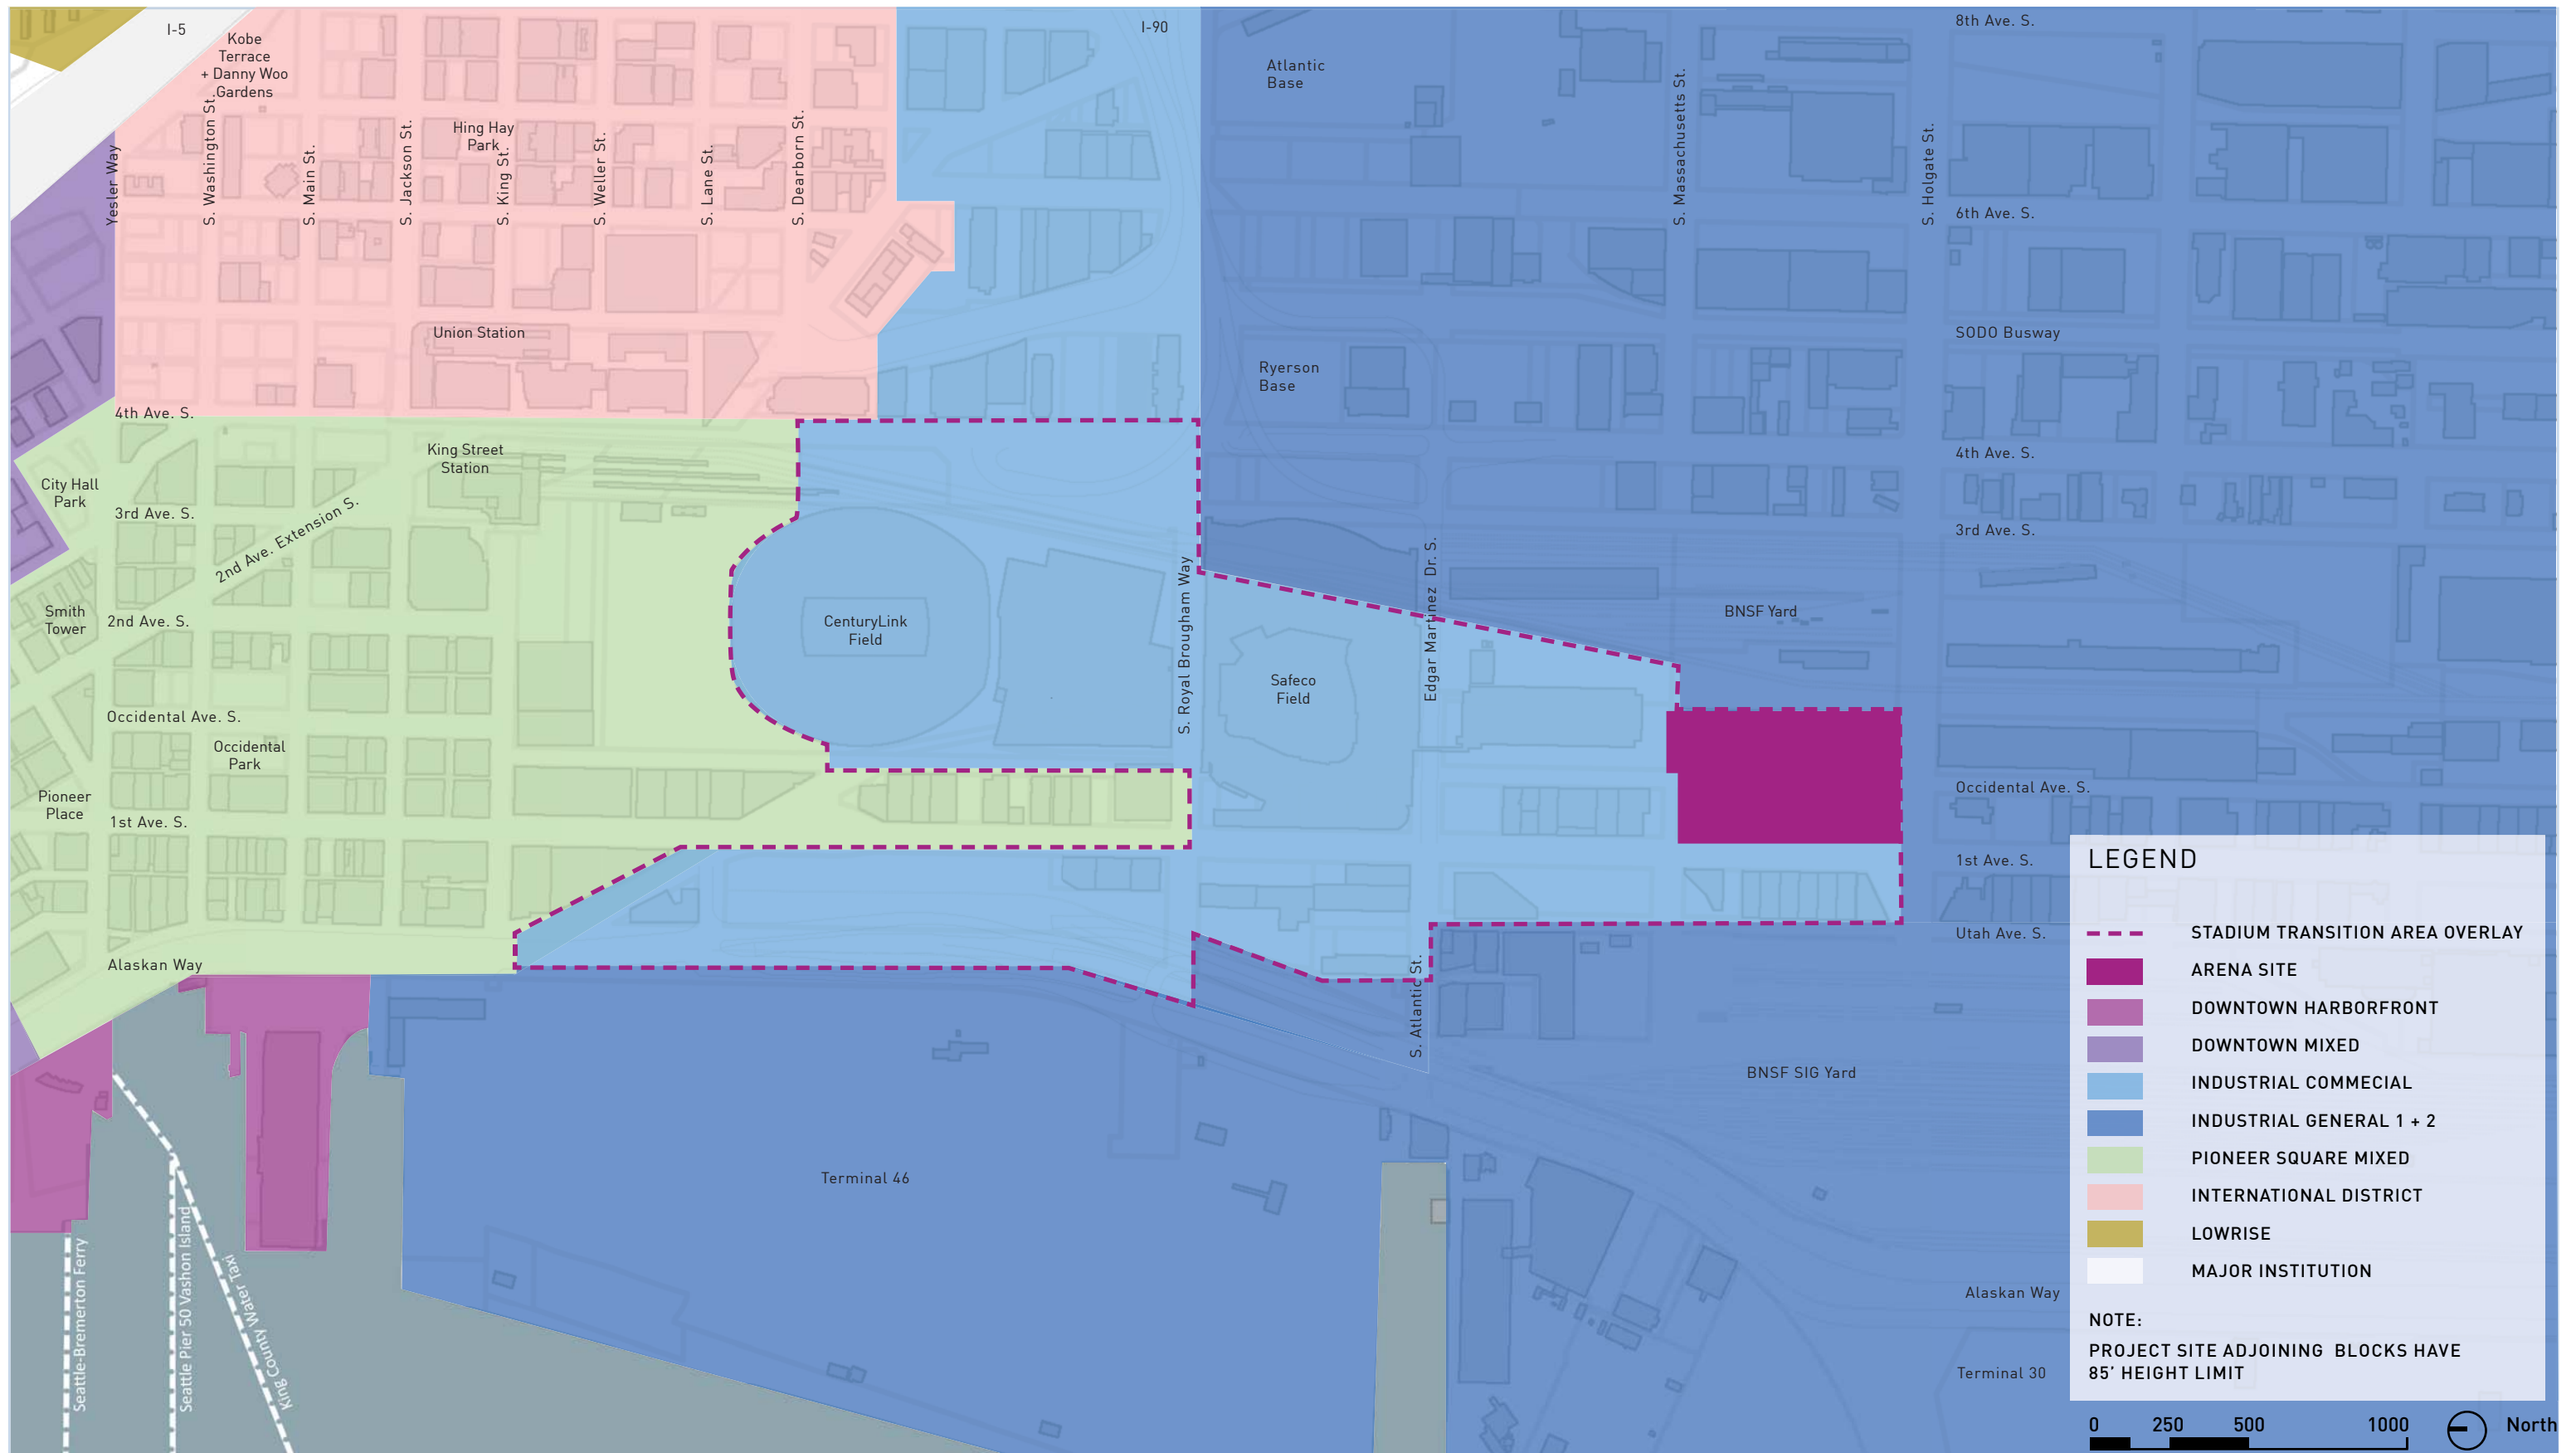 I-5
I-90
8th Ave. S.
Kobe
Terrace
+ Danny Woo
Gardens
Atlantic
Base
Hing Hay
Park
Yesler Way
S. Washington St.
S. Main St.
S. Jackson St.
S. King St.
S. Weller St.
S. Lane St.
S. Dearborn St.
S. Massachusetts St.
S. Holgate St.
6th Ave. S.
Union Station
SODO Busway
Ryerson
Base
4th Ave. S.
4th Ave. S.
King Street
Station
City Hall
Park
3rd Ave. S.
2nd Ave. Extension S.
3rd Ave. S.
Smith
Tower
2nd Ave. S.
CenturyLink
Field
S. Royal Brougham Way
Edgar Martinez Dr. S.
BNSF Yard
Safeco
Field
Occidental Ave. S.
Occidental
Park
Pioneer
Place
Occidental Ave. S.
1st Ave. S.
1st Ave. S.
Utah Ave. S.
Alaskan Way
S. Atlantic St.
BNSF SIG Yard
Terminal 46
Alaskan Way
Terminal 30
Seattle-Bremerton Ferry
Seattle Pier 50 Vashon Island
King County Water Taxi
LEGEND
STADIUM TRANSITION AREA OVERLAY
ARENA SITE
DOWNTOWN HARBORFRONT
DOWNTOWN MIXED
INDUSTRIAL COMMECIAL
INDUSTRIAL GENERAL 1 + 2
PIONEER SQUARE MIXED
INTERNATIONAL DISTRICT
LOWRISE
MAJOR INSTITUTION
NOTE:
PROJECT SITE ADJOINING BLOCKS HAVE
85' HEIGHT LIMIT
0 250 500 1000 North